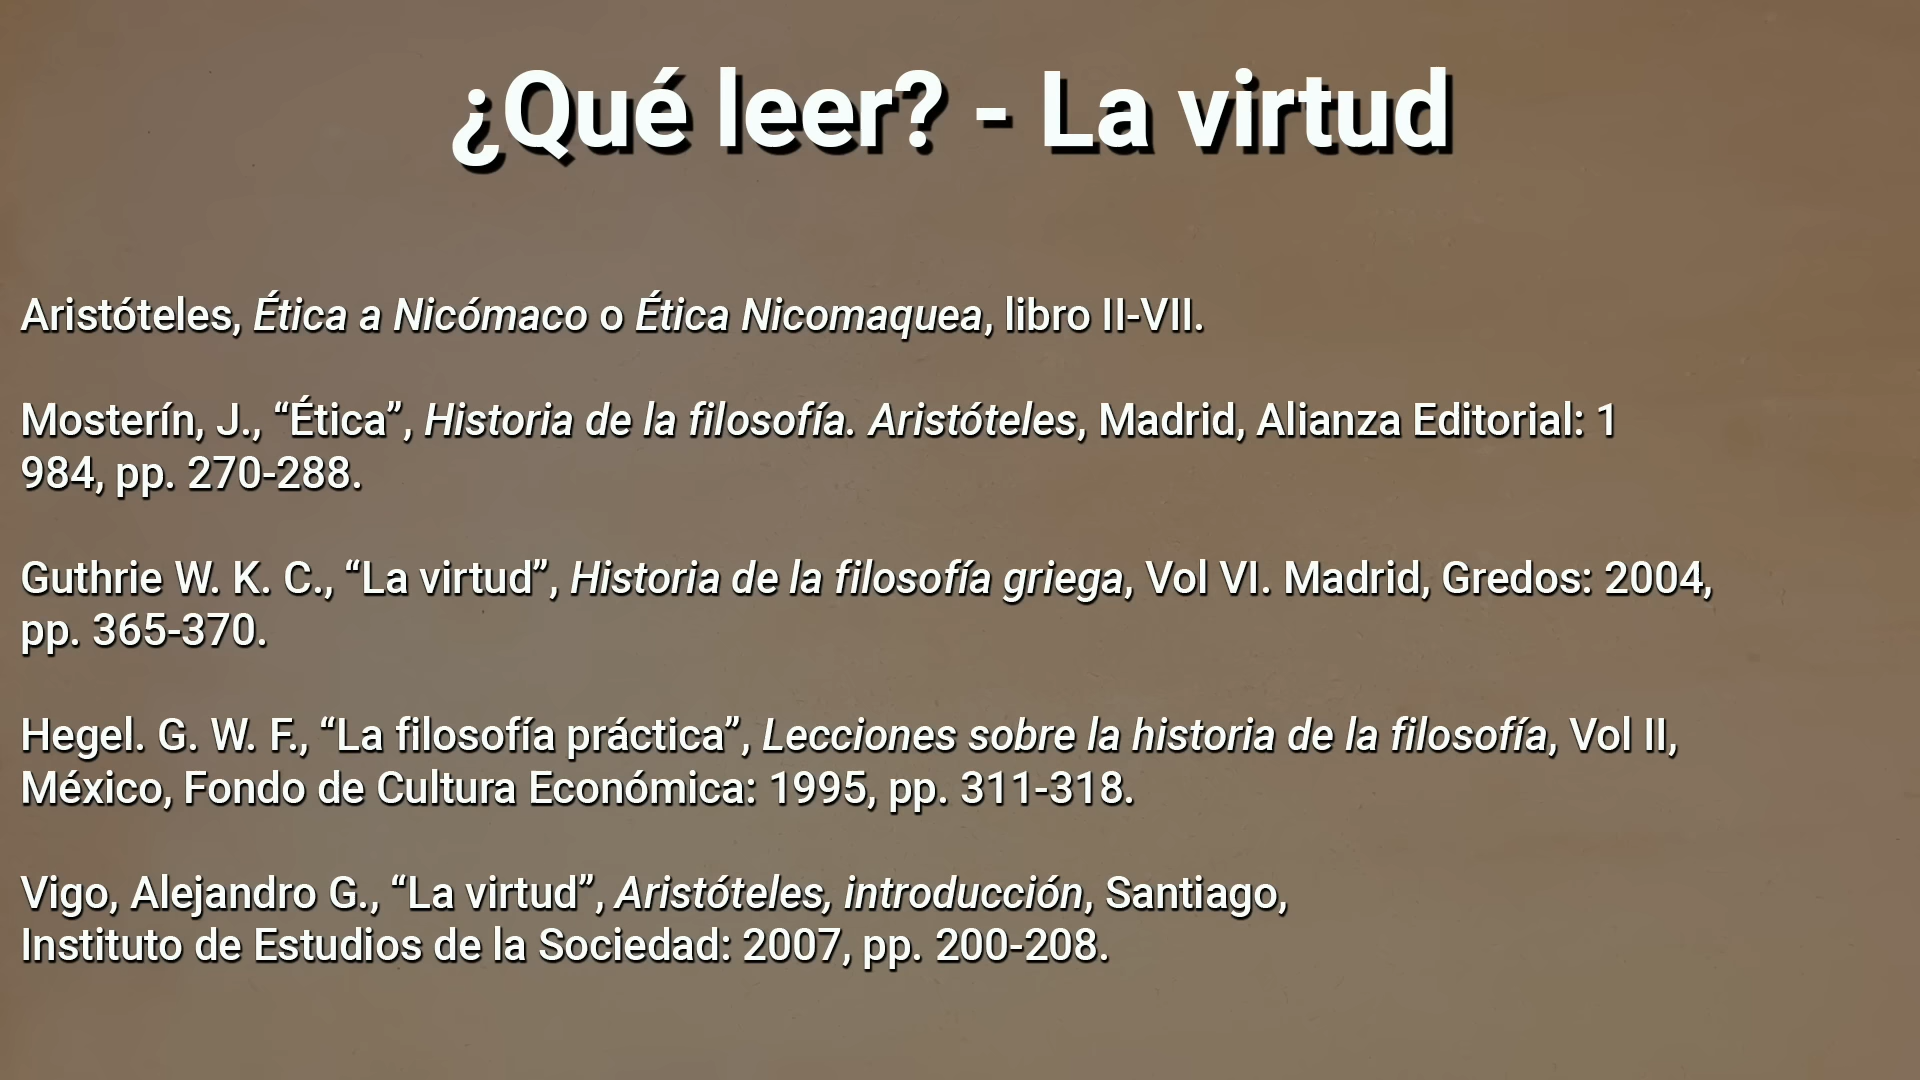 ¿Qué leer? - La virtud
Aristóteles, Ética a Nicómaco o Ética Nicomaquea, libro II-VII.
Mosterín, J., “Ética”, Historia de la filosofía. Aristóteles, Madrid, Alianza Editorial: 1
984, pp. 270-288.
Guthrie W. K. C., “La virtud”, Historia de la filosofía griega, Vol VI. Madrid, Gredos: 2004,
pp. 365-370.
Hegel. G. W. F., “La filosofía práctica”, Lecciones sobre la historia de la filosofía, Vol II,
México, Fondo de Cultura Económica: 1995, pp. 311-318.
Vigo, Alejandro G., “La virtud”, Aristóteles, introducción, Santiago,
Instituto de Estudios de la Sociedad: 2007, pp. 200-208.